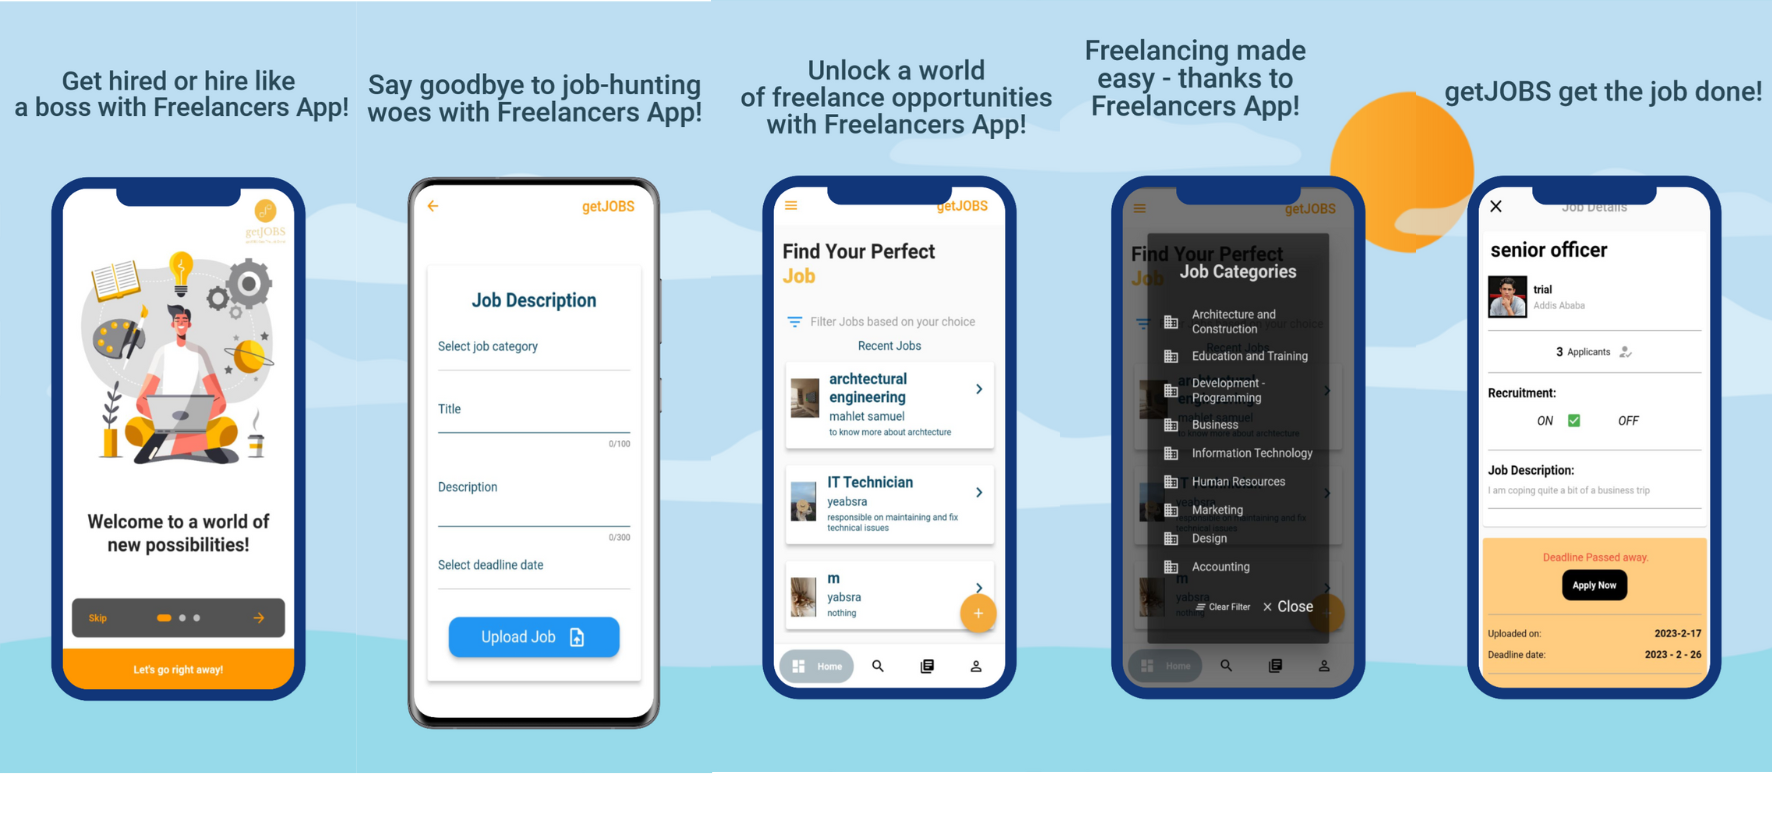 Get hired or hire like
a boss with Freelancers App!
getJOBS
Welcome to a world of
new possibilities!
Skip
Let's go right away!
Say goodbye to job-hunting
woes with Freelancers App!
getJOBS
Job Description
Select job category
Title
0/100
Description
0/300
Select deadline date
Upload Job
Unlock a world
of freelance opportunities
with Freelancers App!
getJOBS
Find Your Perfect
Job
Filter Jobs based on your choice
Recent Jobs
archtectural
engineering
mahlet samuel
to know more about archtecture
IT Technician
yeabsra
responsible on maintaining and fix
technical issues
m
yabsra
nothing
Home
Freelancing made
easy - thanks to
Freelancers App!
getJOBS
Find Your Perfect
Job
Job Categories
Architecture and
Construction
Education and Training
Development -
Programming
Business
Information Technology
Human Resources
Marketing
Design
Accounting
Clear Filter
Close
Home
getJOBS get the job done!
Job Details
senior officer
trial
Addis Ababa
3 Applicants
Recruitment:
ON OFF
Job Description:
I am coping quite a bit of a business trip
Deadline Passed away.
Apply Now
Uploaded on: 2023-2-17
Deadline date: 2023 - 2 - 26